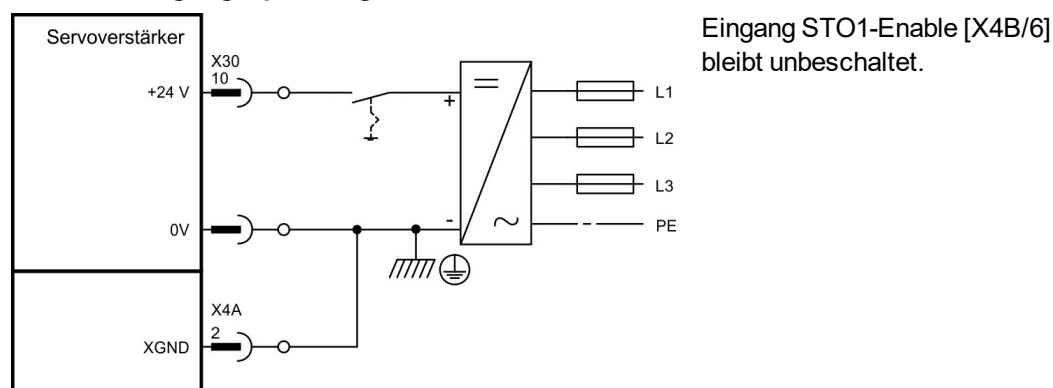 Servoverstärker
X30
10
+24 V
+
L1
L2
L3
PE
-
0V
X4A
2
XGND
Eingang STO1-Enable [X4B/6]
bleibt unbeschaltet.